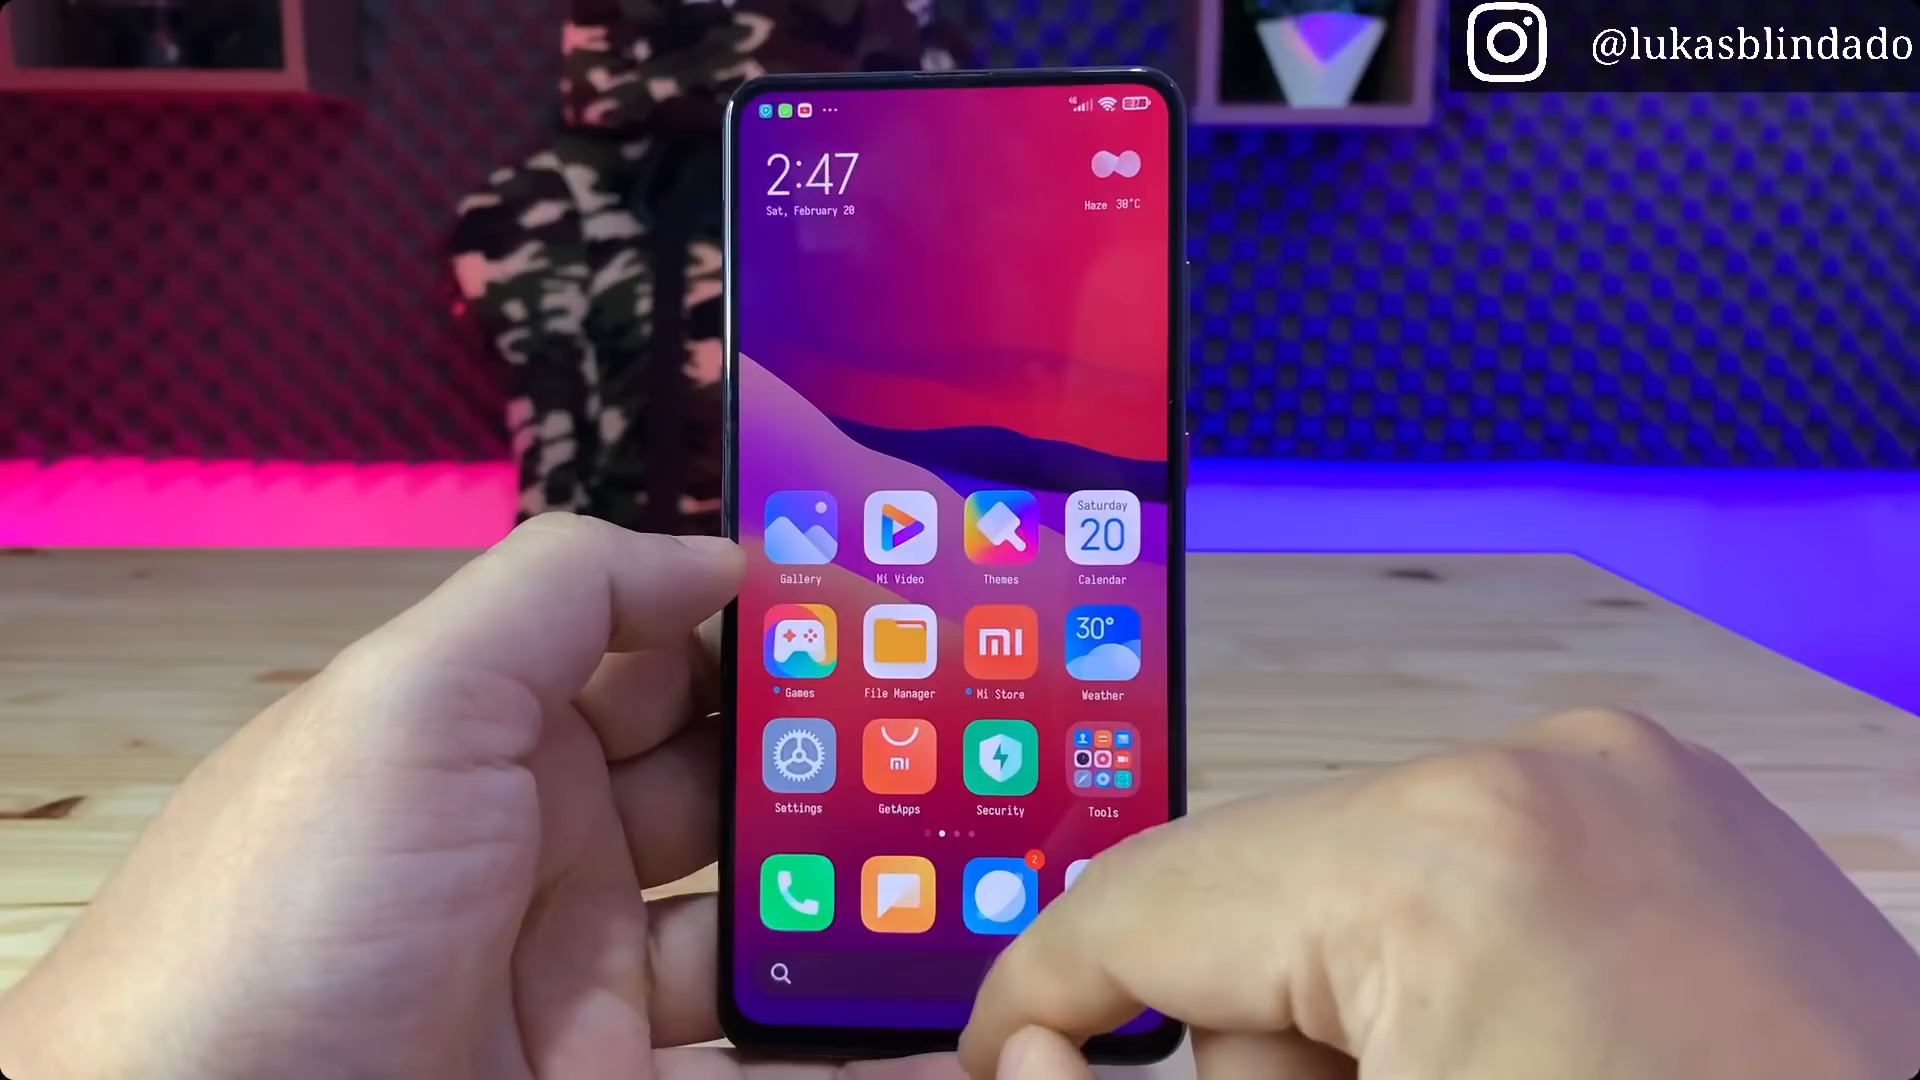 @lukasblindado
2:47
Sat, February 20
Haze 30°C
Saturday
20
Gallery
Mi Video
Themes
Calendar
30°
Games
File Manager
Mi Store
Weather
Settings
GetApps
Security
Tools
2